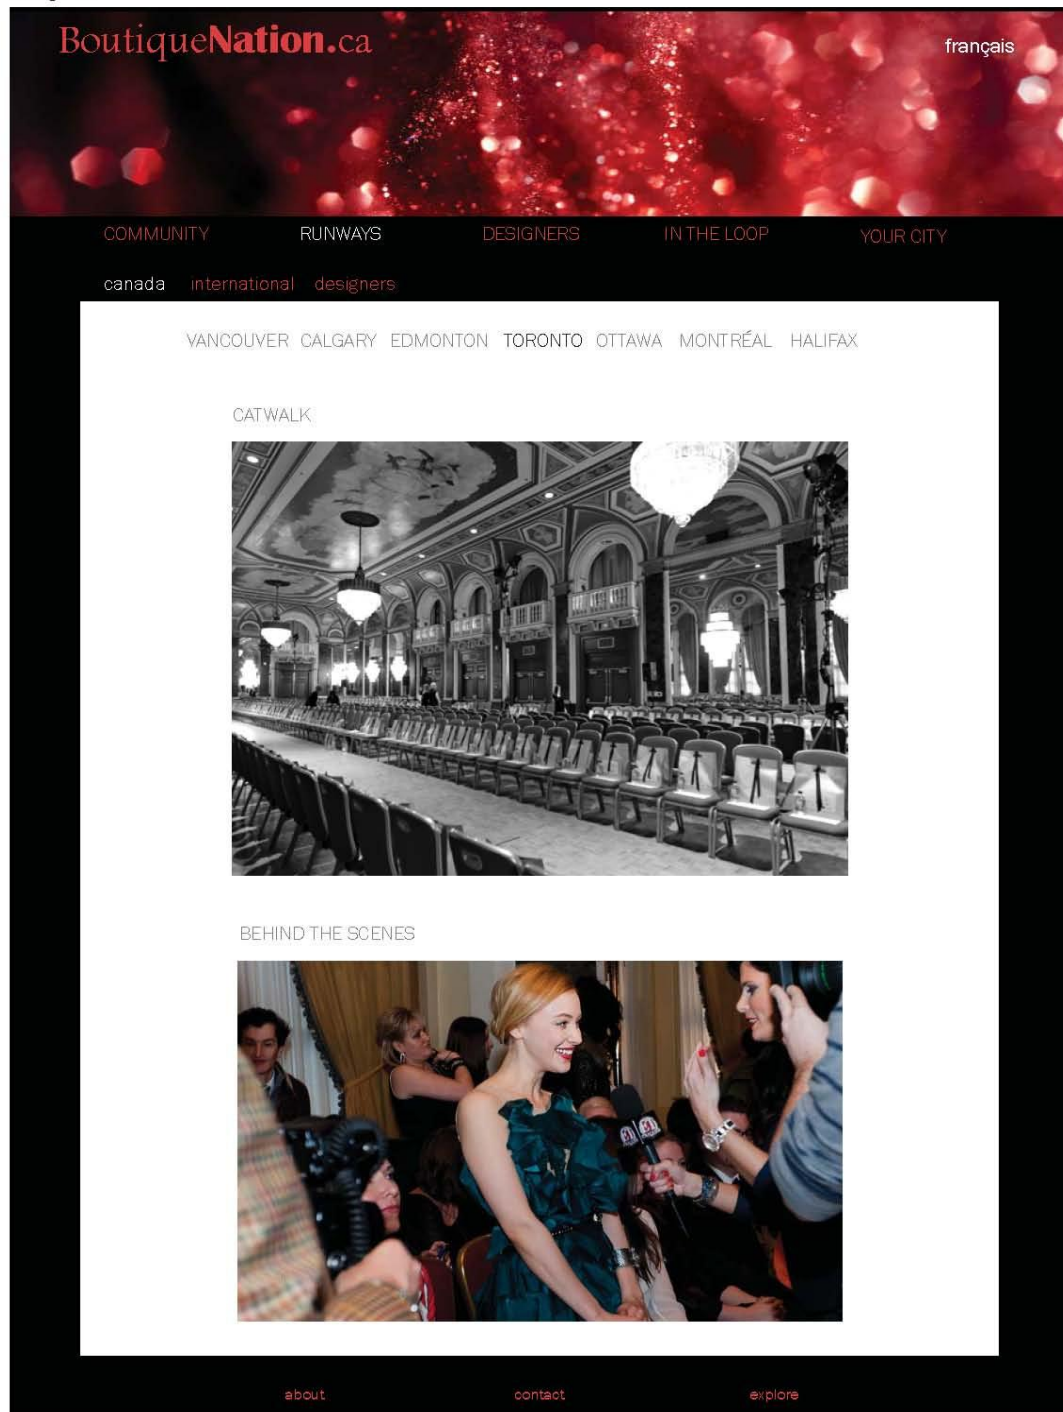 BoutiqueNation.ca
français
COMMUNITY RUNWAYS DESIGNERS IN THE LOOP YOUR CITY
canada international designers
VANCOUVER CALGARY EDMONTON TORONTO OTTAWA MONTRÉAL HALIFAX
CATWALK
BEHIND THE SCENES
about contact explore